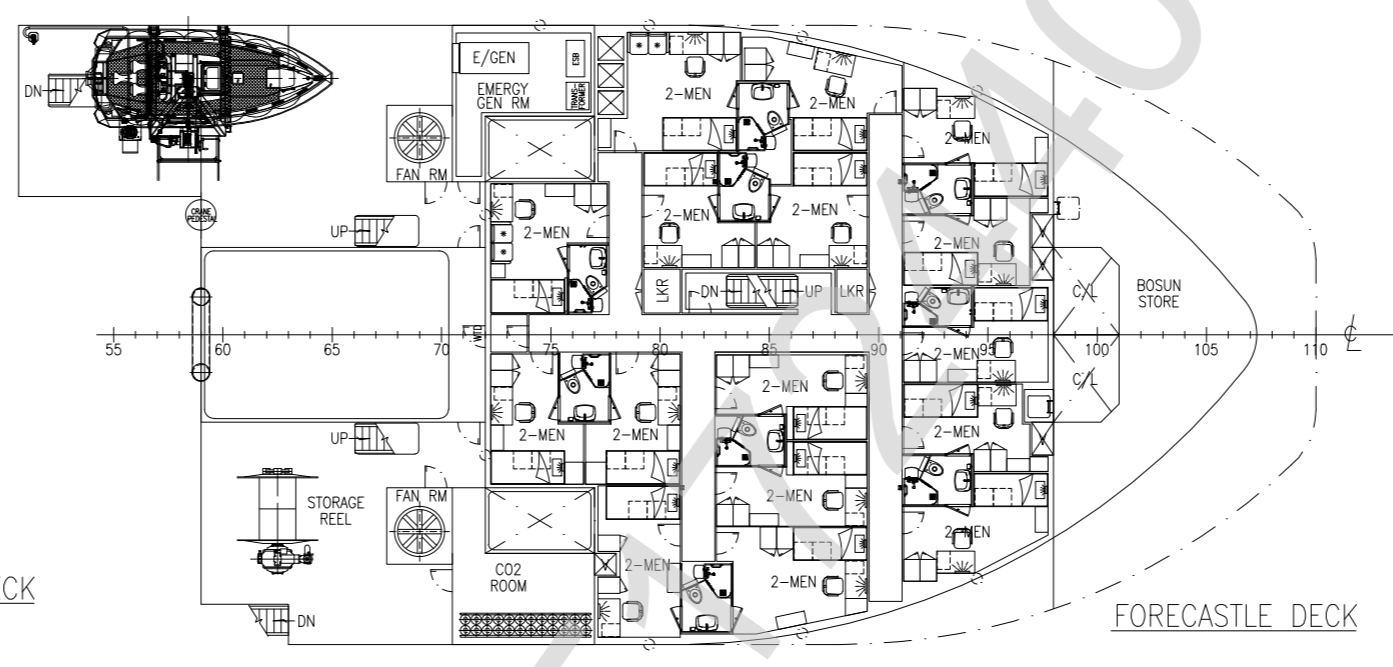 E/GEN
ESB
EMERGY
GEN RM
TRANS-
FORMER
DN
2-MEN
2-MEN
2-MEN
FAN RM
CRANE
PEDESTAL
UP
2-MEN
2-MEN
2-MEN
2-MEN
LKR
DN
UP
LKR
C/L
BOSUN
STORE
WTD
55
60
65
70
75
80
85
90
95
100
105
110
℄
2-MEN
C/L
2-MEN
UP
2-MEN
2-MEN
2-MEN
FAN RM
STORAGE
REEL
2-MEN
2-MEN
CO2
ROOM
2-MEN
2-MEN
DN
ECK
FORECASTLE DECK
172440